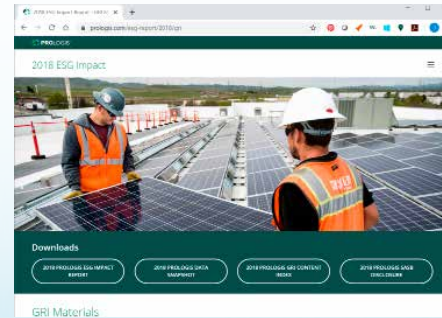 2018 ESG Impact Report
prologis.com/esg-report/2018/gri
PROLOGIS
2018 ESG Impact
Downloads
2018 PROLOGIS ESG IMPACT REPORT
2018 PROLOGIS DATA SNAPSHOT
2018 PROLOGIS GRI CONTENT INDEX
2018 PROLOGIS SASB DISCLOSURE
GRI Materials